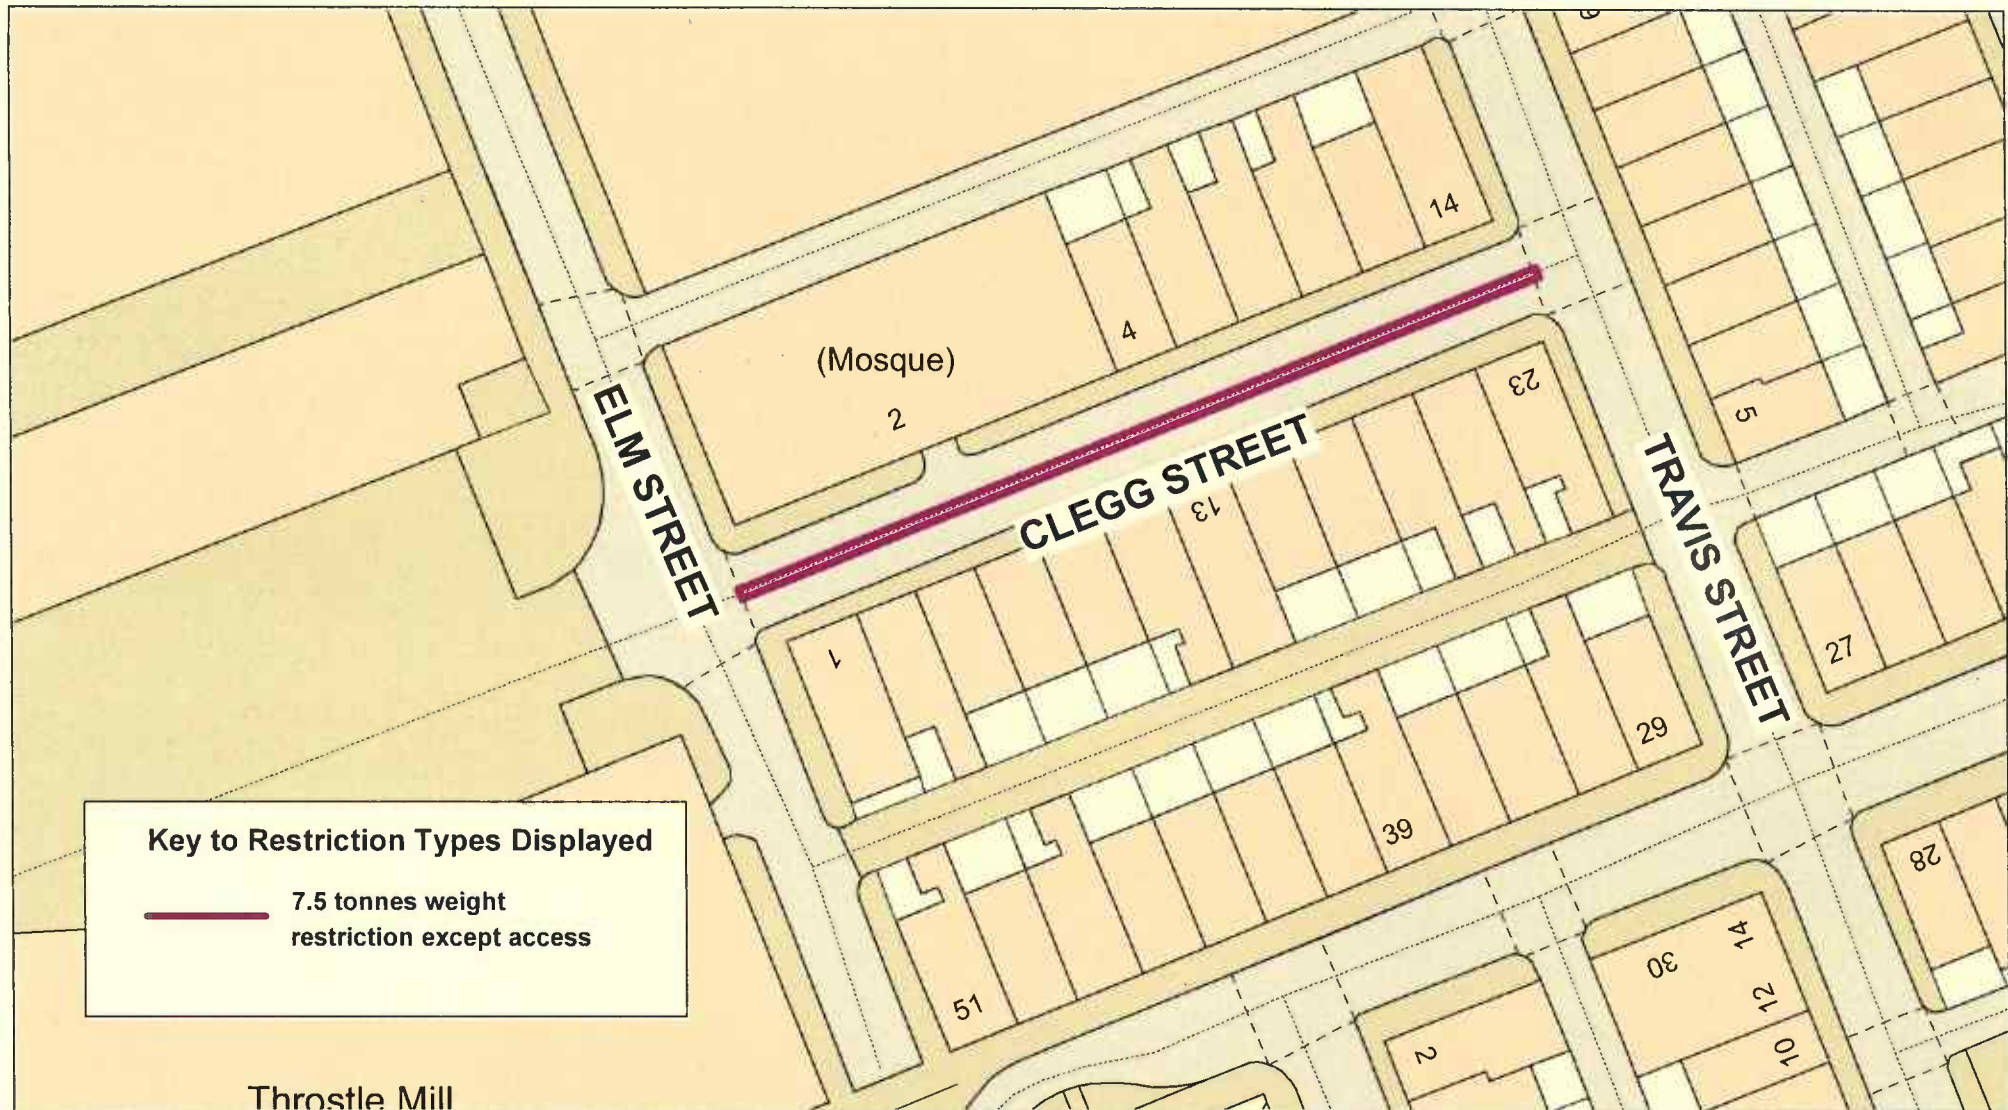 9
14
4
(Mosque)
2
23
5
ELM STREET
CLEGG STREET
TRAVIS STREET
13
1
27
29
39
28
51
14
30
12
10
2
Key to Restriction Types Displayed
7.5 tonnes weight
restriction except access
Throstle Mill